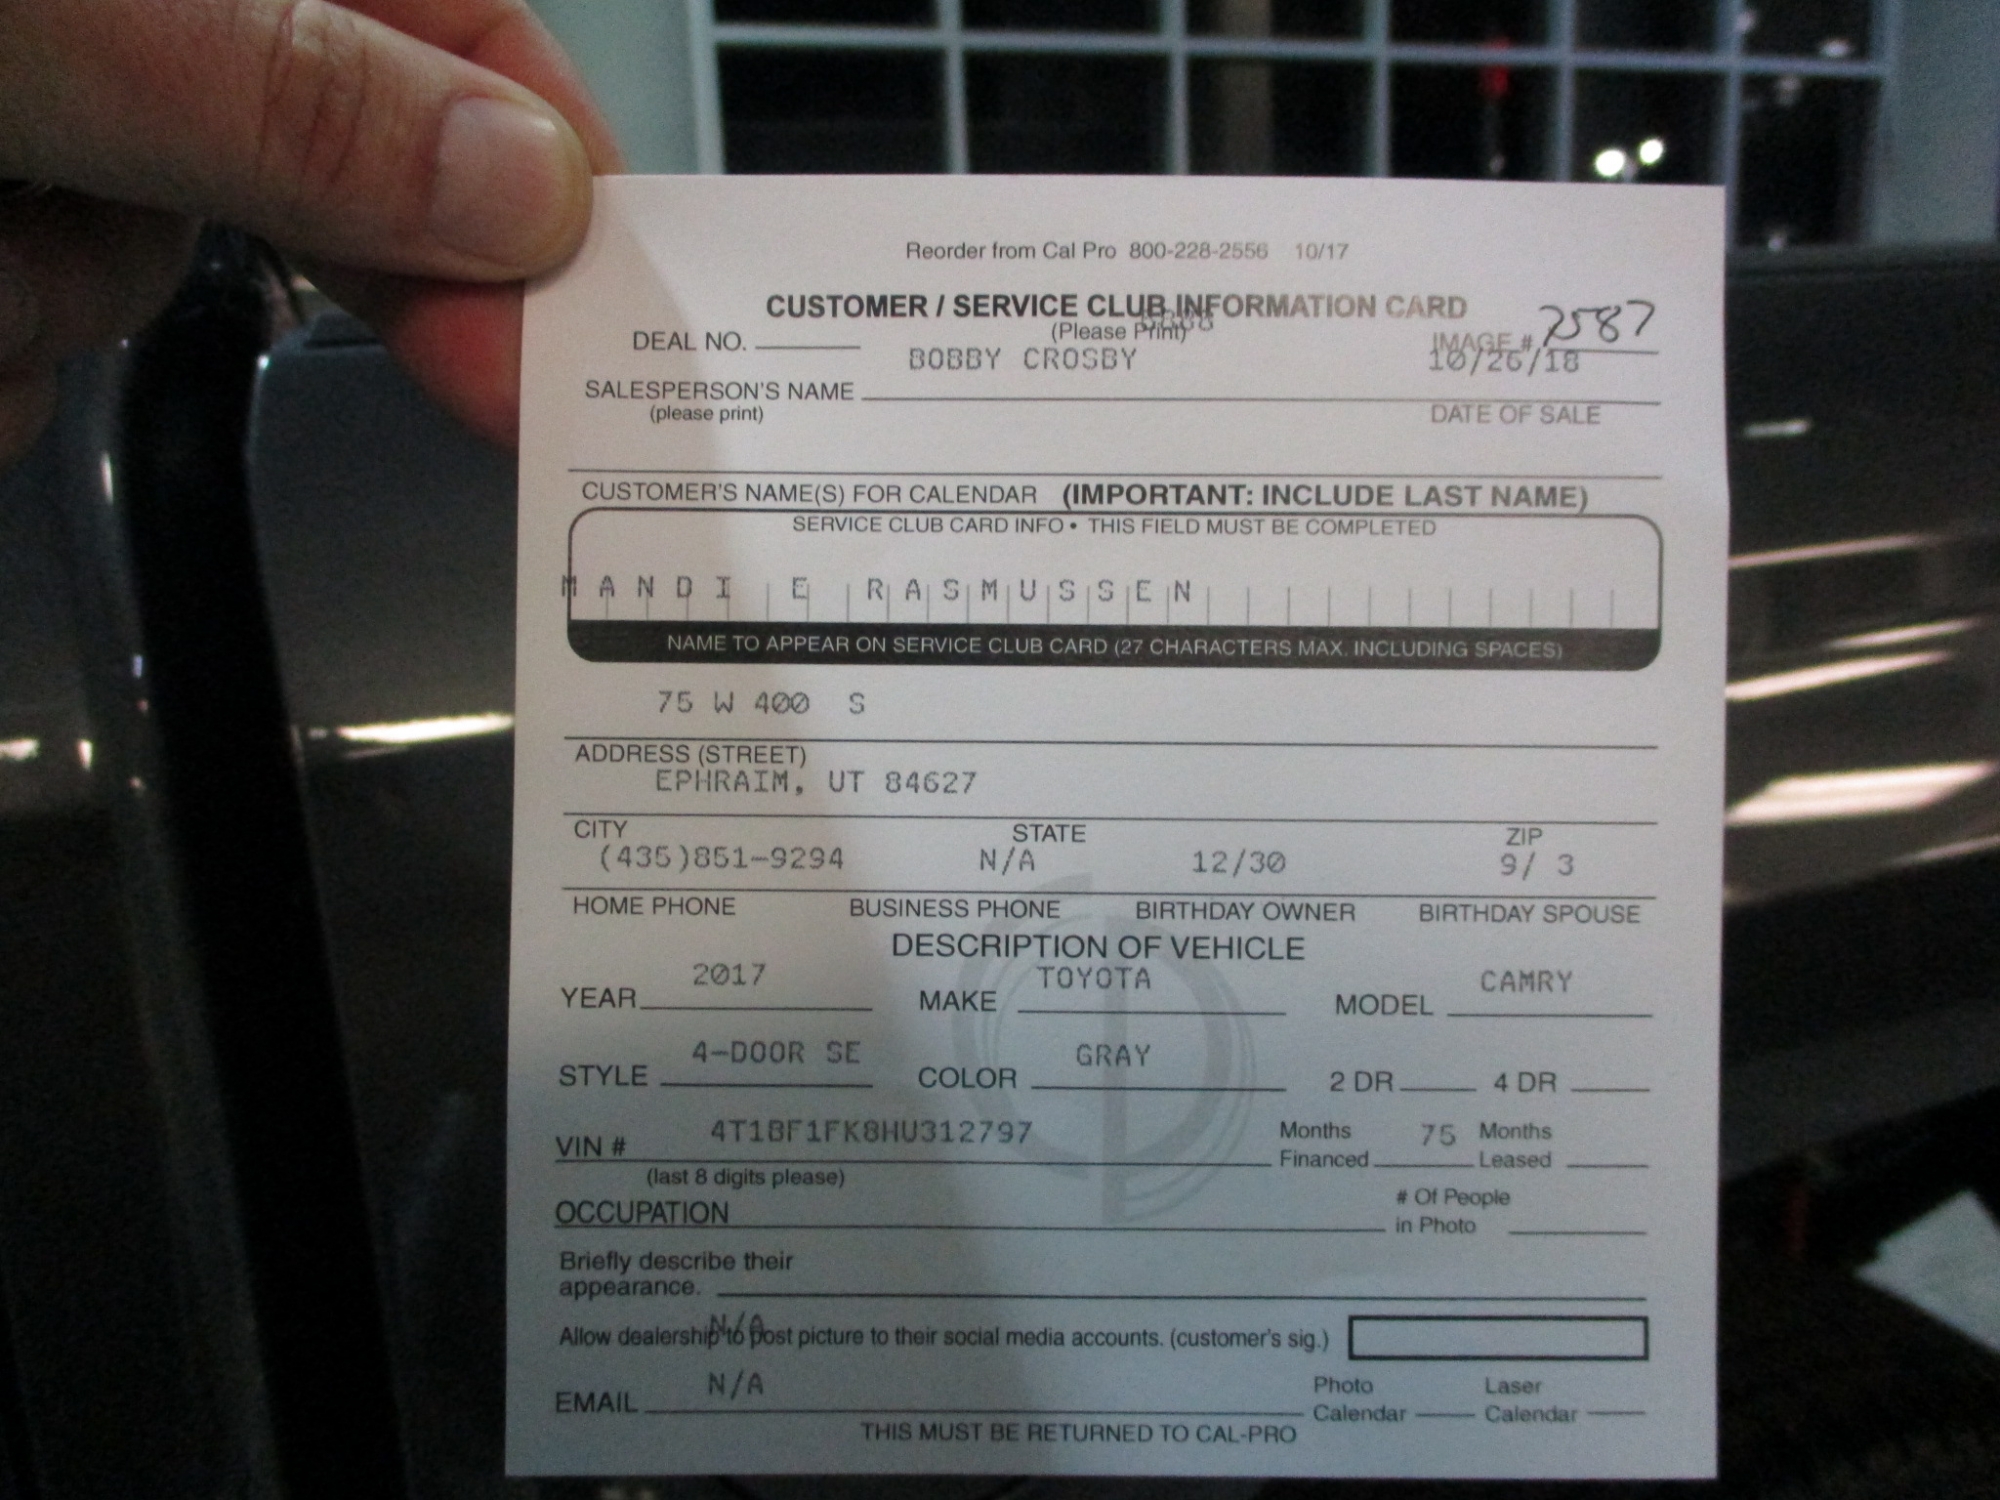 Reorder from Cal Pro 800-228-2556 10/17
CUSTOMER / SERVICE CLUB INFORMATION CARD
(Please Print)
DEAL NO. IMAGE # 7587
BOBBY CROSBY 10/26/18
SALESPERSON'S NAME
(please print) DATE OF SALE
CUSTOMER'S NAME(S) FOR CALENDAR (IMPORTANT: INCLUDE LAST NAME)
SERVICE CLUB CARD INFO • THIS FIELD MUST BE COMPLETED
MANDI E RASMUSSEN
NAME TO APPEAR ON SERVICE CLUB CARD (27 CHARACTERS MAX. INCLUDING SPACES)
75 W 400 S
ADDRESS (STREET)
EPHRAIM, UT 84627
CITY STATE ZIP
(435)851-9294 N/A 12/30 9/ 3
HOME PHONE BUSINESS PHONE BIRTHDAY OWNER BIRTHDAY SPOUSE
DESCRIPTION OF VEHICLE
2017 TOYOTA CAMRY
YEAR MAKE MODEL
4-DOOR SE GRAY
STYLE COLOR 2 DR 4 DR
4T1BF1FK8HU312797 Months 75 Months
VIN # Financed Leased
(last 8 digits please)
# Of People
OCCUPATION in Photo
Briefly describe their
appearance.
N/A
Allow dealership to post picture to their social media accounts. (customer's sig.)
N/A Photo Laser
EMAIL Calendar Calendar
THIS MUST BE RETURNED TO CAL-PRO